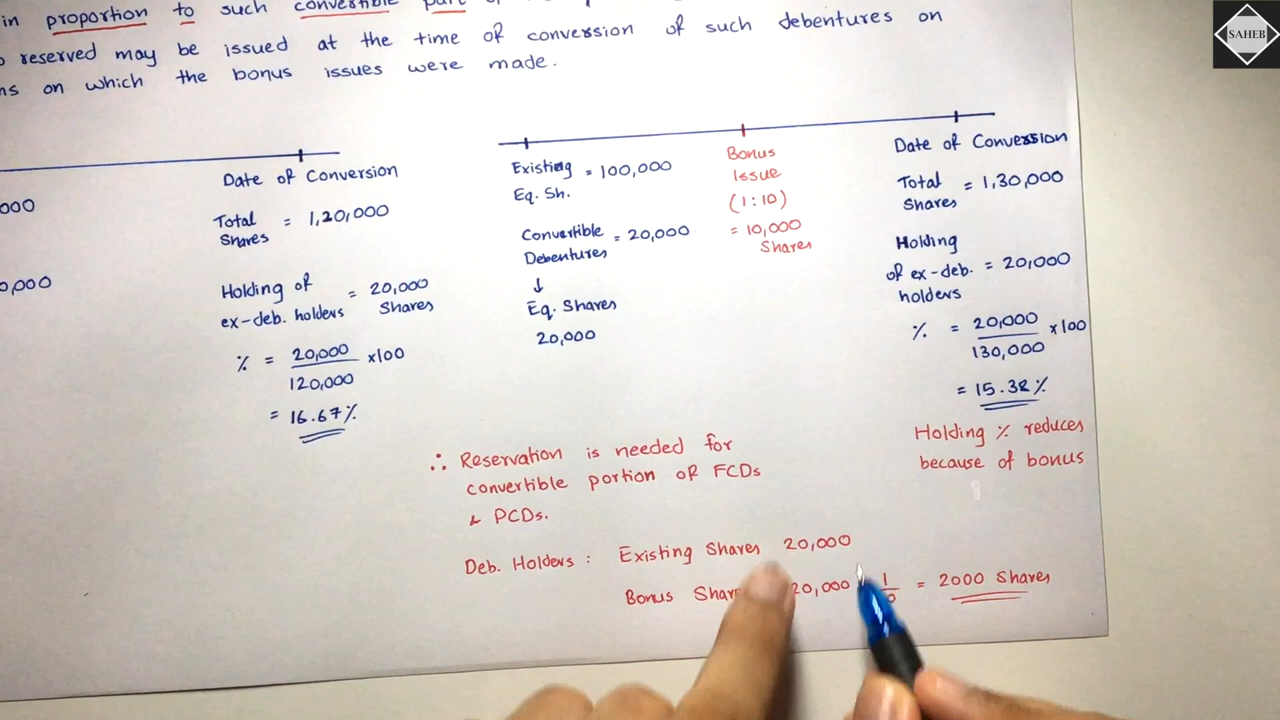 in proportion to such convertible part of
reserved may be issued at the time of conversion of such debentures on
on which the bonus issues were made.
000
000
Date of Conversion
Total Shares = 1,20,000
Holding of ex-deb. holders = 20,000 Shares
% = 20,000 / 120,000 x100
= 16.67%
Existing Eq. Sh. = 100,000
Convertible Debentures = 20,000
↓
Eq. Shares
20,000
Bonus
Issue
(1:10)
= 10,000
Shares
Date of Conversion
Total Shares = 1,30,000
Holding of ex-deb. holders = 20,000
% = 20,000 / 130,000 x100
= 15.38%
Holding % reduces
because of bonus
∴ Reservation is needed for
convertible portion of FCDs
& PCDs.
Deb. Holders : Existing Shares 20,000
Bonus 20,000 1 = 2000 Shares
SAHEB